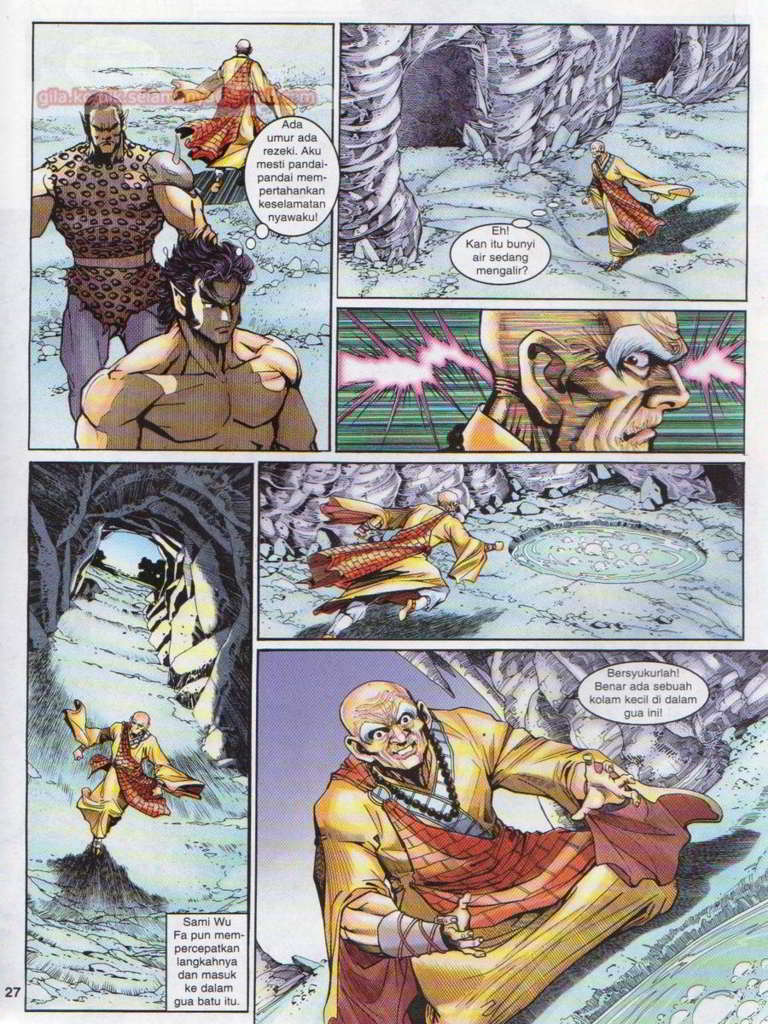 Ada
umur ada
rezeki. Aku
mesti pandai-
pandai mem-
pertahankan
keselamatan
nyawaku!
Eh!
Kan itu bunyi
air sedang
mengalir?
Sami Wu
Fa pun mem-
percepatkan
langkahnya
dan masuk
ke dalam
gua batu itu.
Bersyukurlah!
Benar ada sebuah
kolam kecil di dalam
gua ini!
27